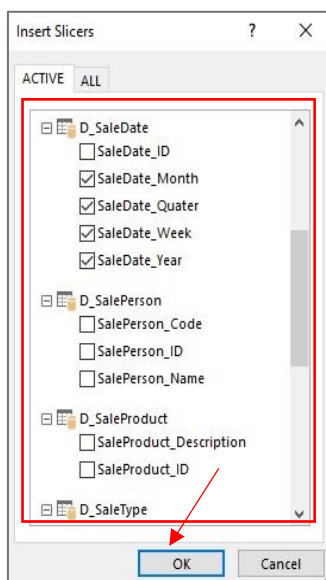 Insert Slicers ? X
ACTIVE ALL
D_SaleDate
SaleDate_ID
SaleDate_Month
SaleDate_Quater
SaleDate_Week
SaleDate_Year
D_SalePerson
SalePerson_Code
SalePerson_ID
SalePerson_Name
D_SaleProduct
SaleProduct_Description
SaleProduct_ID
D_SaleType
OK Cancel